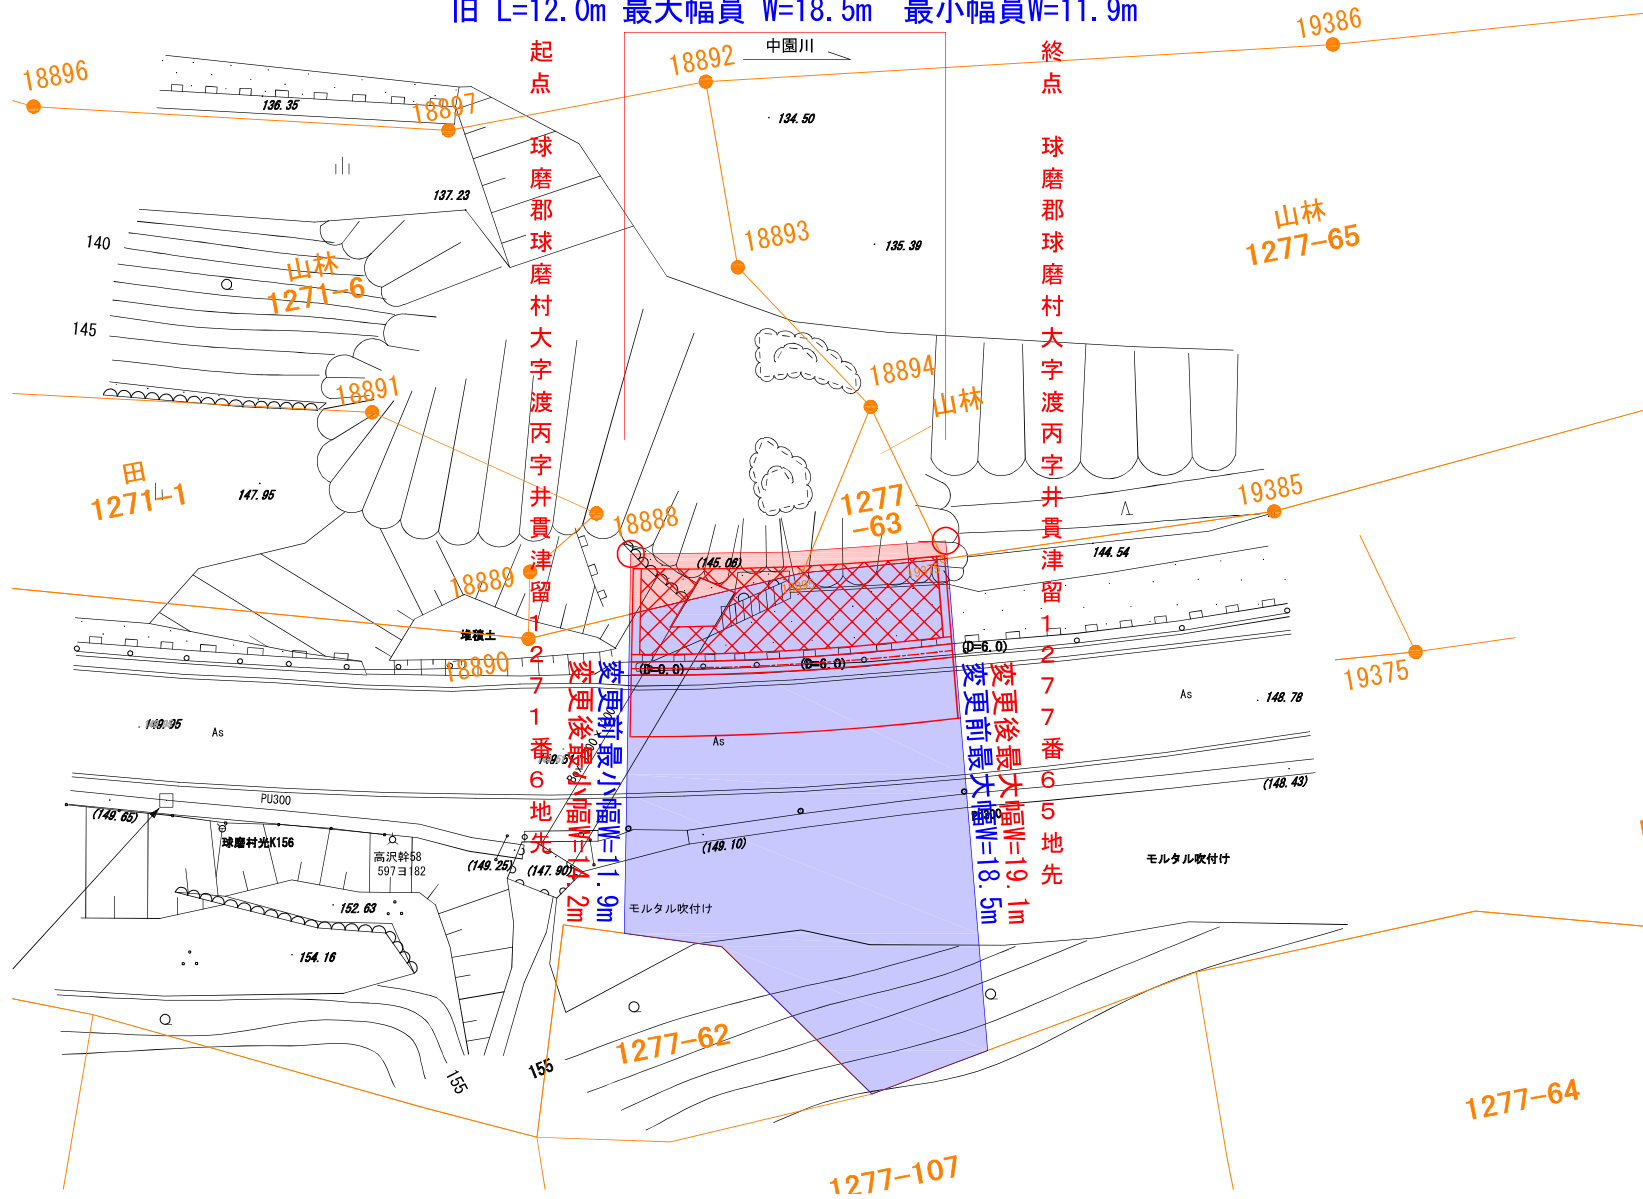 旧 L=12.0m 最大幅員 W=18.5m 最小幅員W=11.9m
中園川
起点 球磨郡球磨村大字渡丙字井貫津留1271番6地先
終点 球磨郡球磨村大字渡丙字井貫津留1277番65地先
18896
18897
18892
19386
136.35
134.50
137.23
18893
135.39
山林
1277-65
140
山林
1271-6
145
18891
18894
山林
田
1271-1
147.95
18888
1277
-63
19385
18889
(145.06)
144.54
堆積土
18890
(D=0.0)
(D=6.0)
(D=6.0)
19375
変更後最小幅W=14.2m
変更前最小幅W=11.9m
変更前最大幅W=18.5m
変更後最大幅W=19.1m
149.95
As
As
As
148.78
PU300
(149.65)
(148.43)
球磨村光K156
高沢幹58
597ヨ182
(149.25)
(147.90)
(149.10)
モルタル吹付け
モルタル吹付け
152.63
154.16
1277-62
155
155
1277-64
1277-107